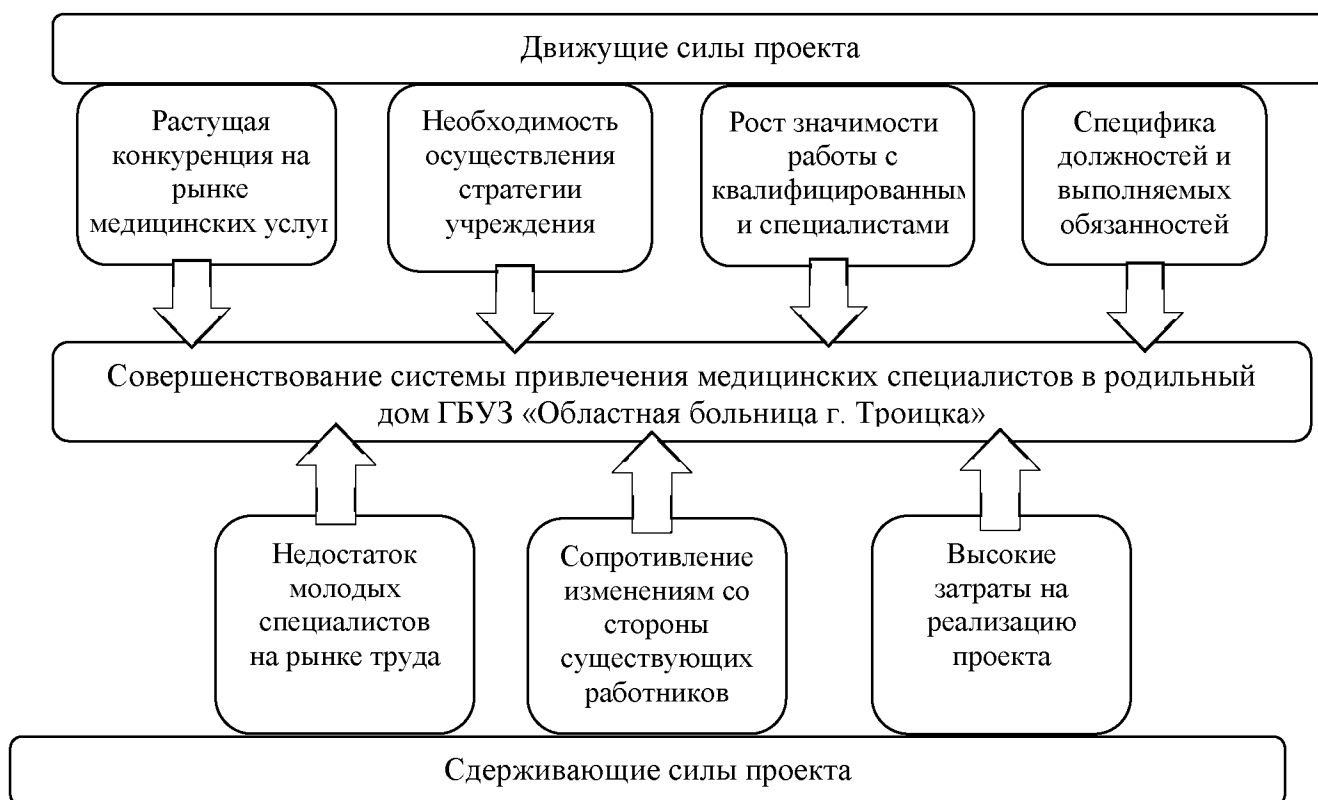 Движущие силы проекта
Растущая
конкуренция на
рынке
медицинских услуг
Необходимость
осуществления
стратегии
учреждения
Рост значимости
работы с
квалифицированным
и специалистами
Специфика
должностей и
выполняемых
обязанностей
Совершенствование системы привлечения медицинских специалистов в родильный
дом ГБУЗ «Областная больница г. Троицка»
Недостаток
молодых
специалистов
на рынке труда
Сопротивление
изменениям со
стороны
существующих
работников
Высокие
затраты на
реализацию
проекта
Сдерживающие силы проекта